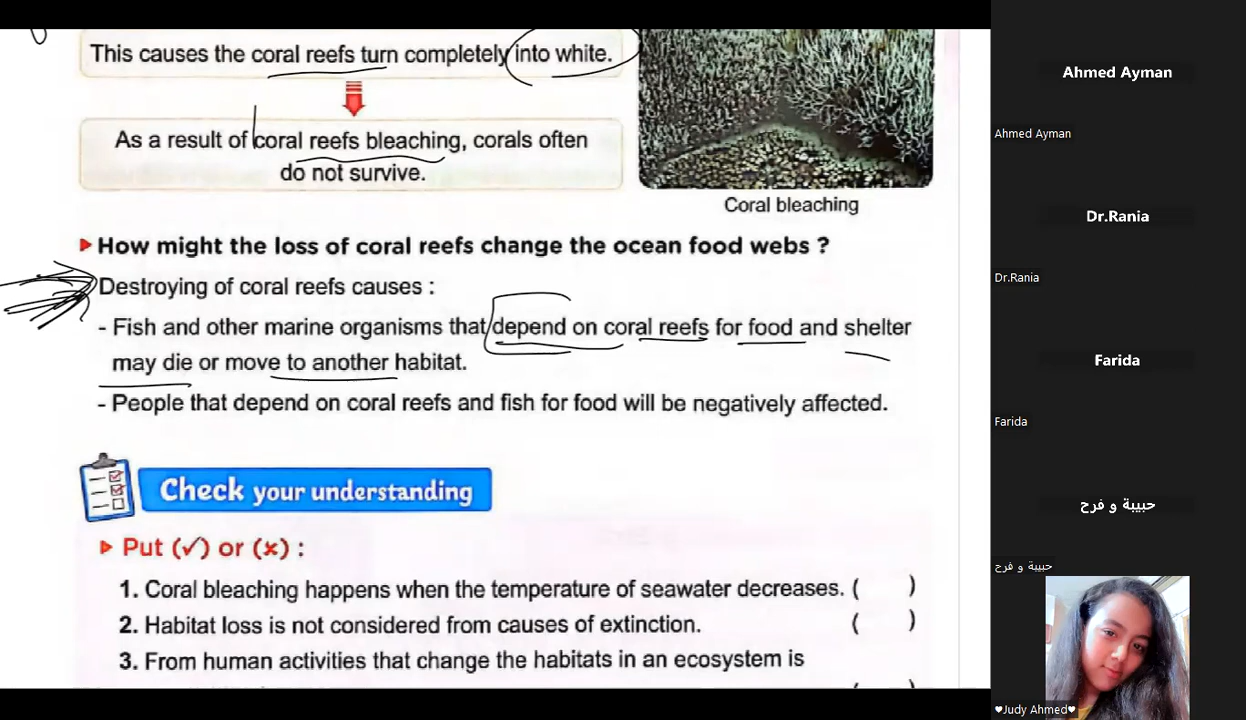 This causes the coral reefs turn completely into white.
As a result of coral reefs bleaching, corals often
do not survive.
Coral bleaching
How might the loss of coral reefs change the ocean food webs ?
Destroying of coral reefs causes :
- Fish and other marine organisms that depend on coral reefs for food and shelter
may die or move to another habitat.
- People that depend on coral reefs and fish for food will be negatively affected.
Check your understanding
Put (✓) or (×) :
1. Coral bleaching happens when the temperature of seawater decreases. ( )
2. Habitat loss is not considered from causes of extinction. ( )
3. From human activities that change the habitats in an ecosystem is
Ahmed Ayman
Ahmed Ayman
Dr.Rania
Dr.Rania
Farida
Farida
حبيبة و فرح
حبيبة و فرح
♥Judy Ahmed♥